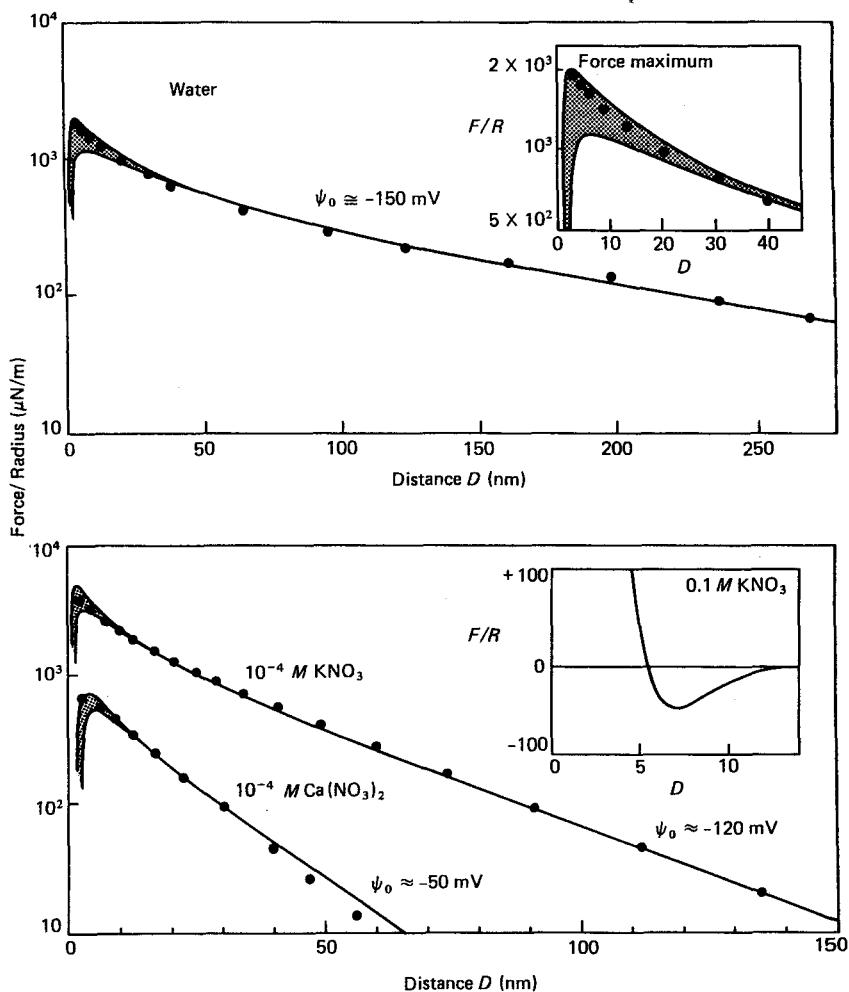 10⁴
10³
10²
10
Water
ψ₀ ≅ -150 mV
2 × 10³
10³
5 × 10²
F/R
Force maximum
0 10 20 30 40
D
0 50 100 150 200 250
Distance D (nm)
Force/ Radius (μN/m)
10⁴
10³
10²
10
10⁻⁴ M KNO₃
10⁻⁴ M Ca(NO₃)₂
ψ₀ ≈ -50 mV
ψ₀ ≈ -120 mV
+ 100
0
-100
F/R
0.1 M KNO₃
0 5 10
D
0 50 100 150
Distance D (nm)